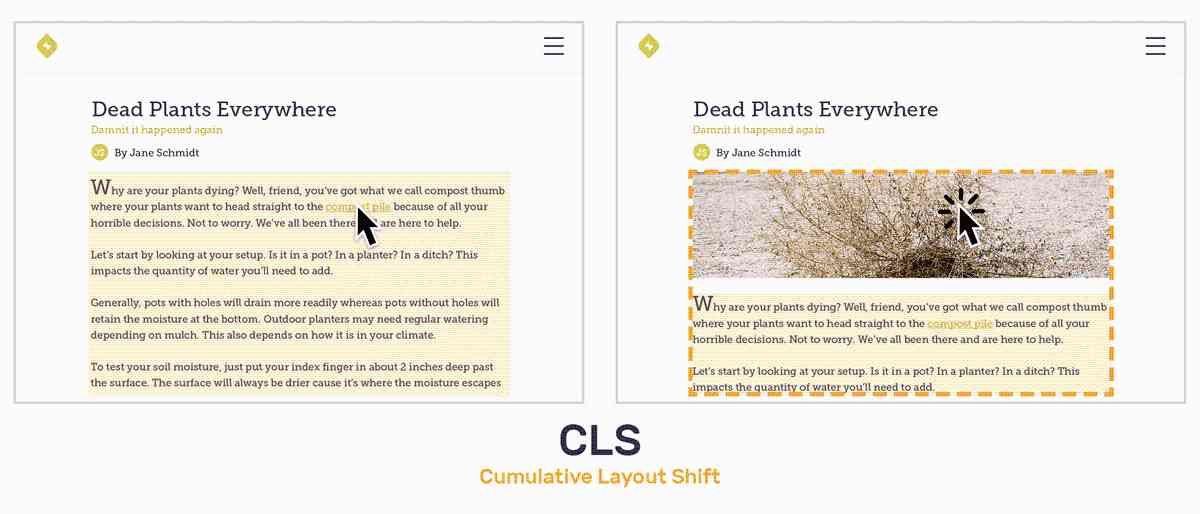 Dead Plants Everywhere
Damnit it happened again
JS By Jane Schmidt
Why are your plants dying? Well, friend, you've got what we call compost thumb
where your plants want to head straight to the compost pile because of all your
horrible decisions. Not to worry. We've all been there are here to help.
Let's start by looking at your setup. Is it in a pot? In a planter? In a ditch? This
impacts the quantity of water you'll need to add.
Generally, pots with holes will drain more readily whereas pots without holes will
retain the moisture at the bottom. Outdoor planters may need regular watering
depending on mulch. This also depends on how it is in your climate.
To test your soil moisture, just put your index finger in about 2 inches deep past
the surface. The surface will always be drier cause it's where the moisture escapes
Dead Plants Everywhere
Damnit it happened again
JS By Jane Schmidt
Why are your plants dying? Well, friend, you've got what we call compost thumb
where your plants want to head straight to the compost pile because of all your
horrible decisions. Not to worry. We've all been there and are here to help.
Let's start by looking at your setup. Is it in a pot? In a planter? In a ditch? This
impacts the quantity of water you'll need to add.
CLS
Cumulative Layout Shift